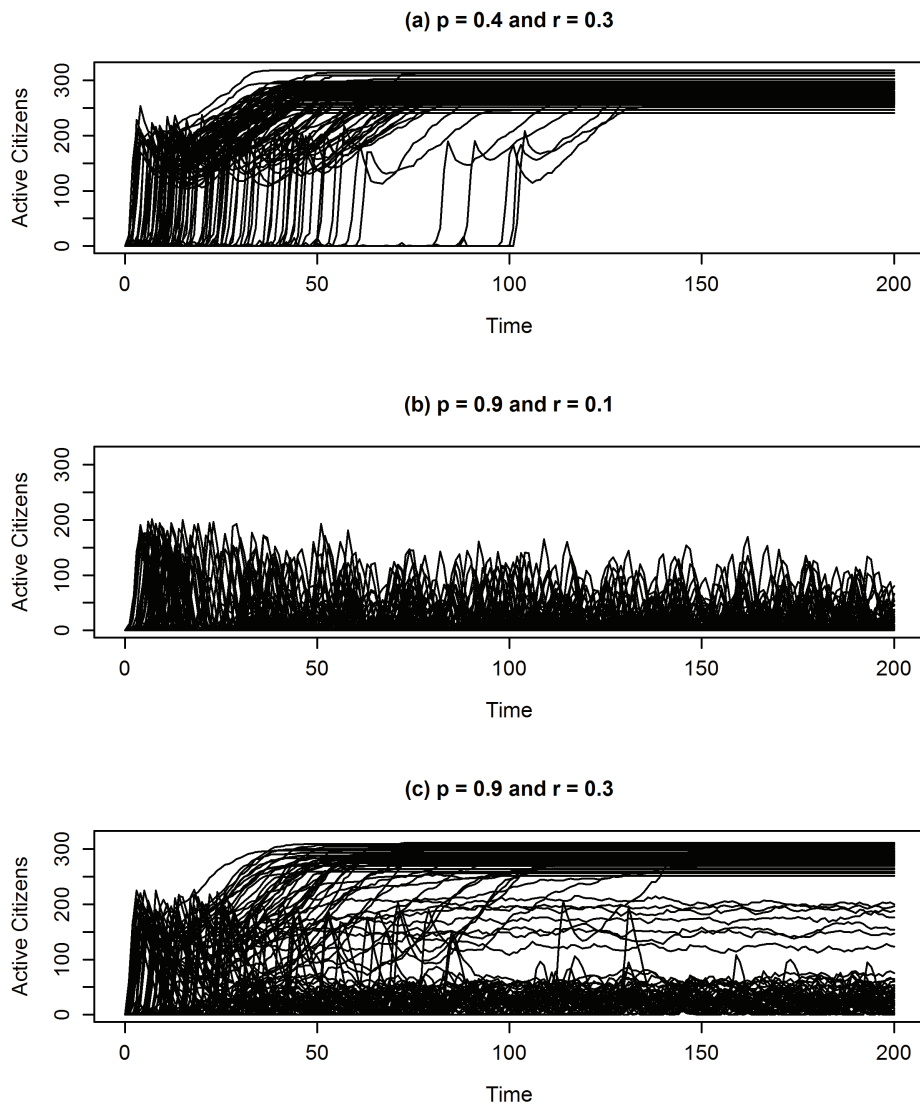 (a) p = 0.4 and r = 0.3
Active Citizens
300
200
100
0
0 50 100 150 200
Time
(b) p = 0.9 and r = 0.1
Active Citizens
300
200
100
0
0 50 100 150 200
Time
(c) p = 0.9 and r = 0.3
Active Citizens
300
200
100
0
0 50 100 150 200
Time